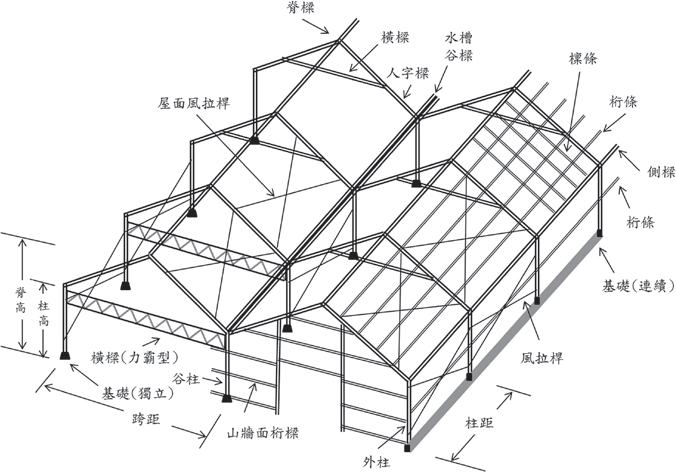 脊樑
橫樑
水槽
谷樑
人字樑
檁條
桁條
屋面風拉桿
側樑
桁條
基礎(連續)
脊高
柱高
風拉桿
橫樑(力霸型)
谷柱
基礎(獨立)
跨距
山牆面桁樑
外柱
柱距